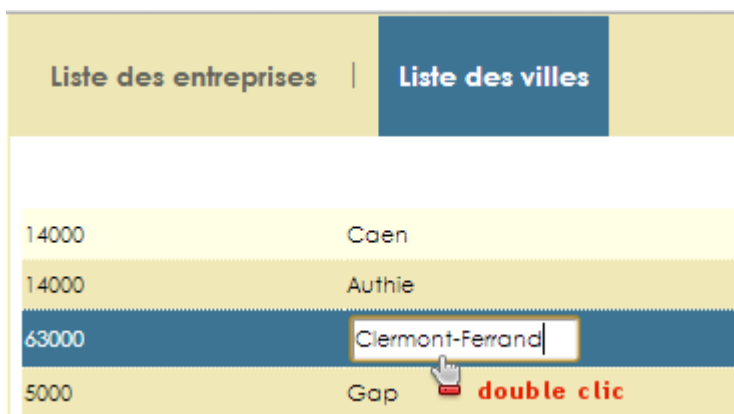 Liste des entreprises | Liste des villes
14000 Caen
14000 Authie
63000 Clermont-Ferrand
5000 Gap double clic